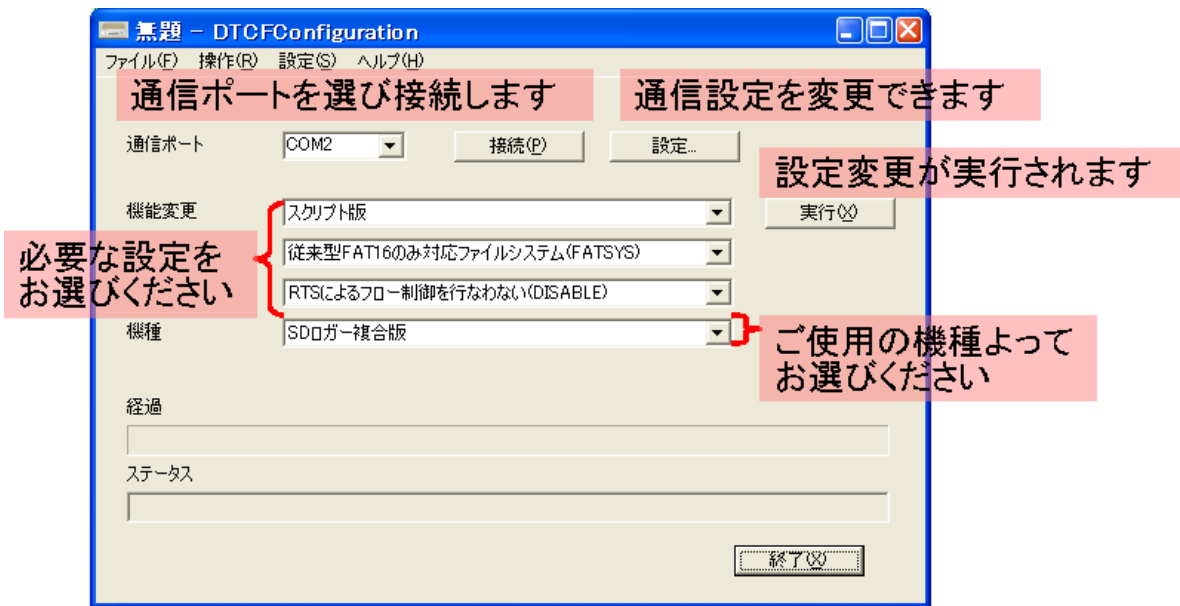 無題 - DTCFConfiguration
ファイル(F) 操作(R) 設定(S) ヘルプ(H)
通信ポートを選び接続します
通信設定を変更できます
通信ポート
COM2
接続(P)
設定...
設定変更が実行されます
機能変更
スクリプト版
実行(X)
必要な設定を
お選びください
従来型FAT16のみ対応ファイルシステム(FATSYS)
RTSによるフロー制御を行なわない(DISABLE)
機種
SDロガー複合版
ご使用の機種よって
お選びください
経過
ステータス
終了(X)